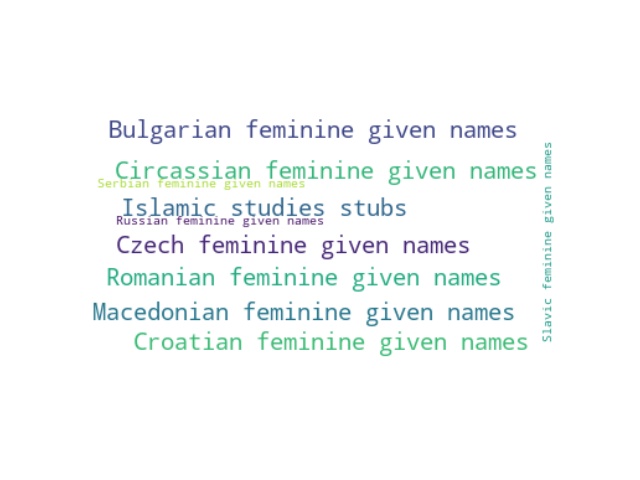 Bulgarian feminine given names
Circassian feminine given names
Serbian feminine given names
Islamic studies stubs
Russian feminine given names
Czech feminine given names
Romanian feminine given names
Macedonian feminine given names
Croatian feminine given names
Slavic feminine given names